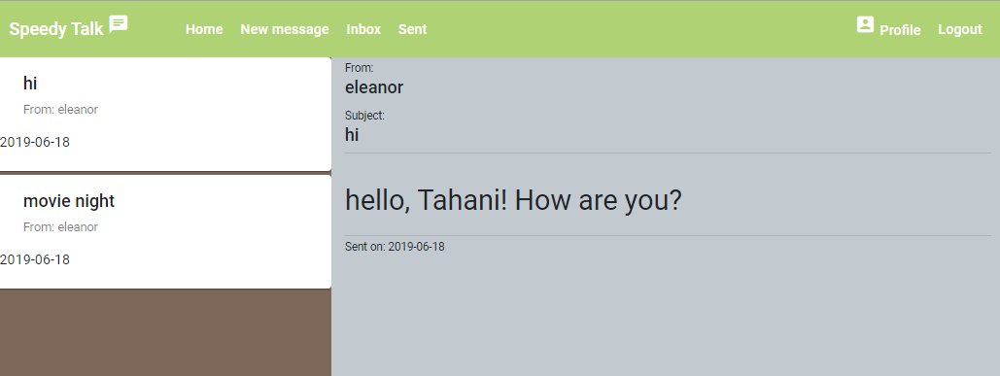 Speedy Talk
Home New message Inbox Sent
Profile Logout
hi
From: eleanor
2019-06-18
movie night
From: eleanor
2019-06-18
From:
eleanor
Subject:
hi
hello, Tahani! How are you?
Sent on: 2019-06-18